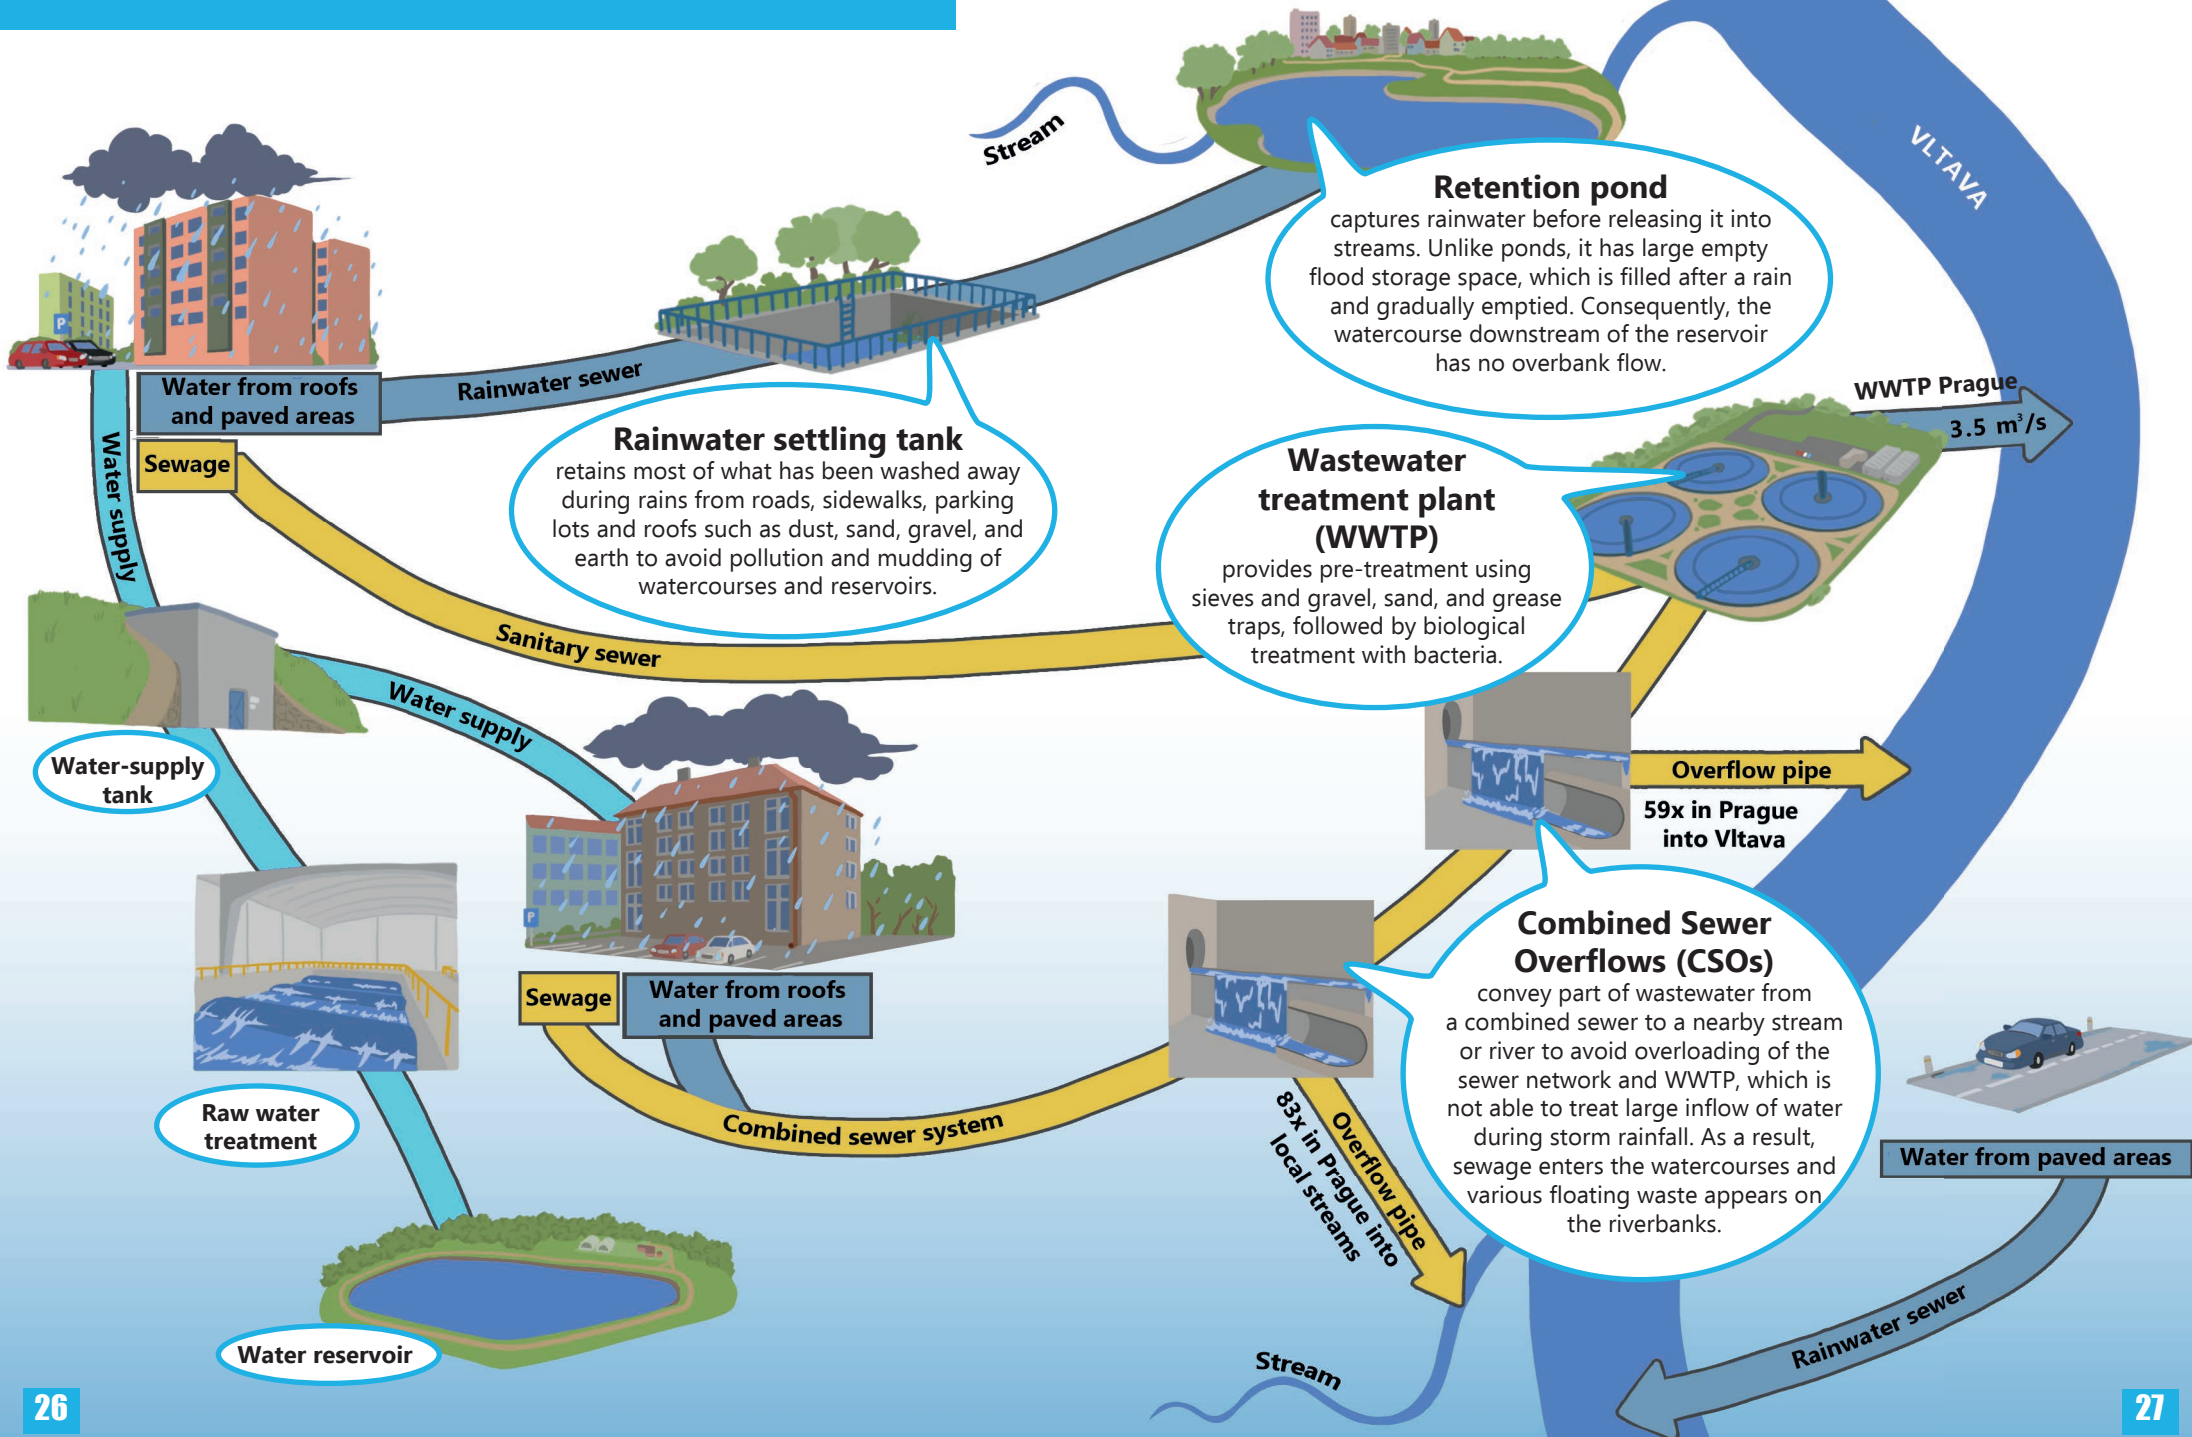 Stream
VLTAVA
Retention pond
captures rainwater before releasing it into
streams. Unlike ponds, it has large empty
flood storage space, which is filled after a rain
and gradually emptied. Consequently, the
watercourse downstream of the reservoir
has no overbank flow.
P
Water from roofs
and paved areas
Rainwater sewer
WWTP Prague
3.5 m³/s
Water supply
Sewage
Rainwater settling tank
retains most of what has been washed away
during rains from roads, sidewalks, parking
lots and roofs such as dust, sand, gravel, and
earth to avoid pollution and mudding of
watercourses and reservoirs.
Wastewater
treatment plant
(WWTP)
provides pre-treatment using
sieves and gravel, sand, and grease
traps, followed by biological
treatment with bacteria.
Sanitary sewer
Water supply
Water-supply
tank
Overflow pipe
59x in Prague
into Vltava
P
Combined Sewer
Overflows (CSOs)
convey part of wastewater from
a combined sewer to a nearby stream
or river to avoid overloading of the
sewer network and WWTP, which is
not able to treat large inflow of water
during storm rainfall. As a result,
sewage enters the watercourses and
various floating waste appears on
the riverbanks.
Sewage
Water from roofs
and paved areas
Raw water
treatment
Combined sewer system
Overflow pipe
83x in Prague into
local streams
Water from paved areas
Rainwater sewer
Water reservoir
Stream
26
27